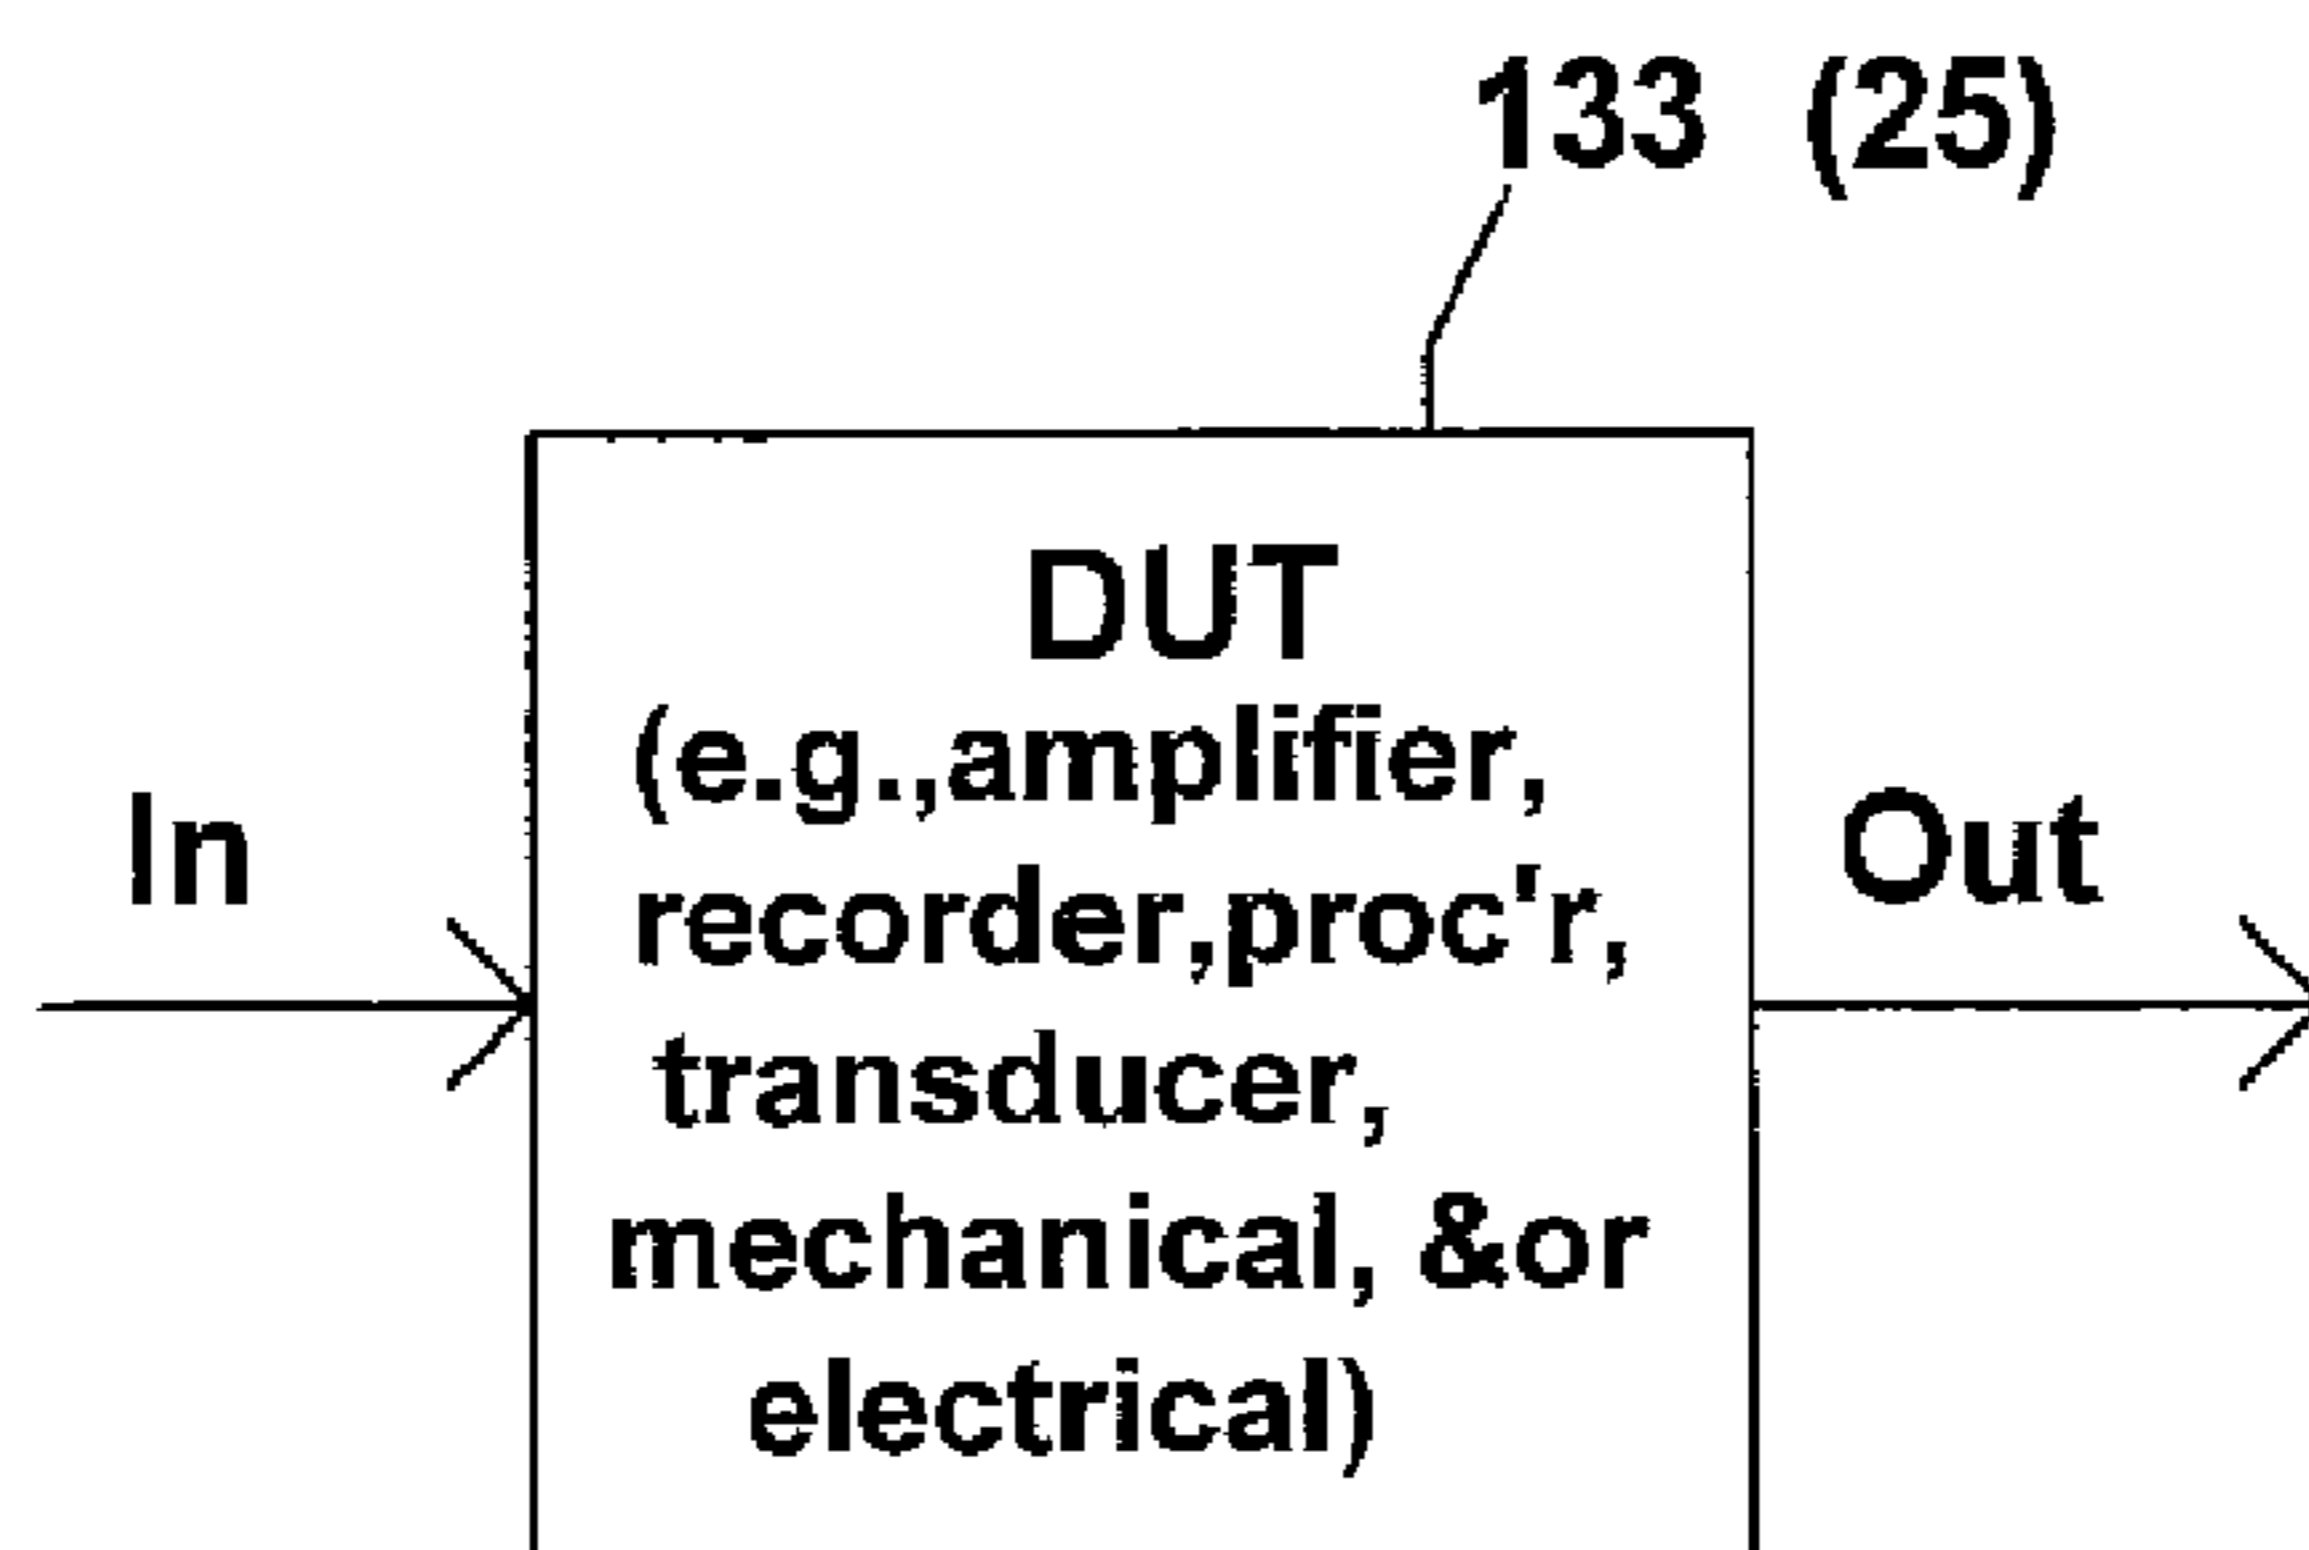 133 (25)
DUT
(e.g.,amplifier,
In
Out
recorder,proc'r,
transducer,
mechanical, &or
electrical)